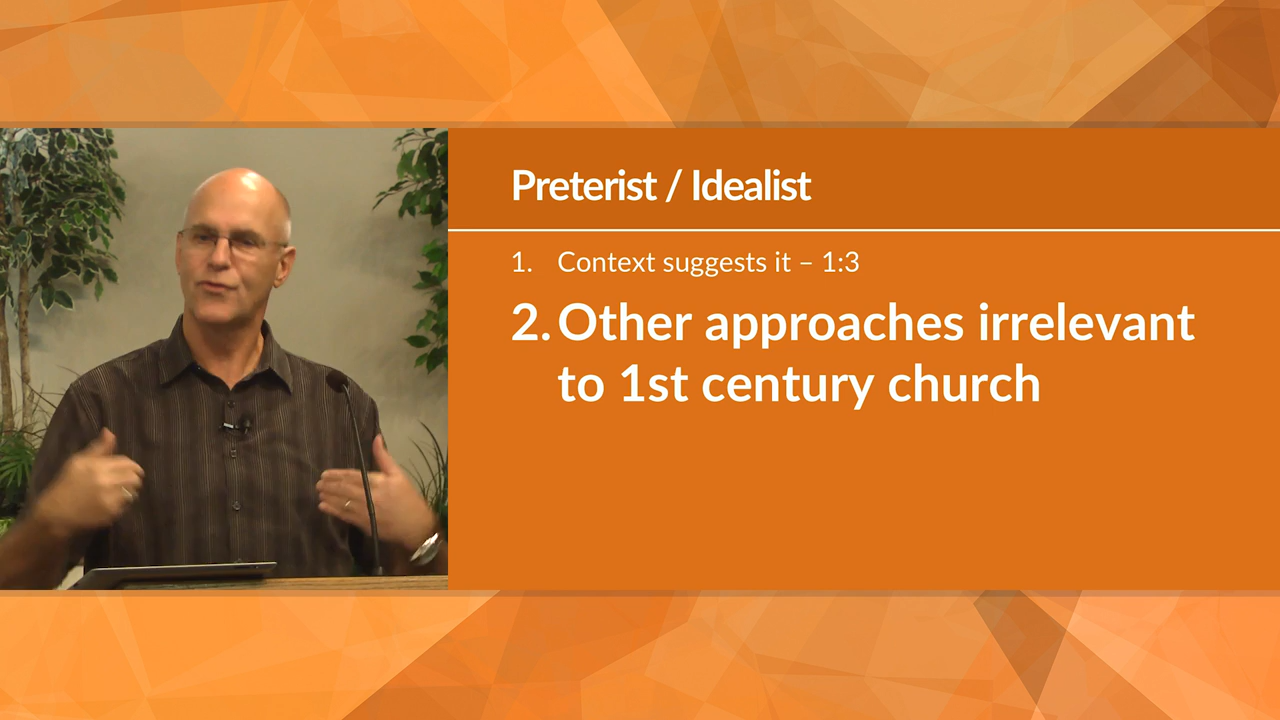 Preterist / Idealist
1. Context suggests it – 1:3
2. Other approaches irrelevant
to 1st century church